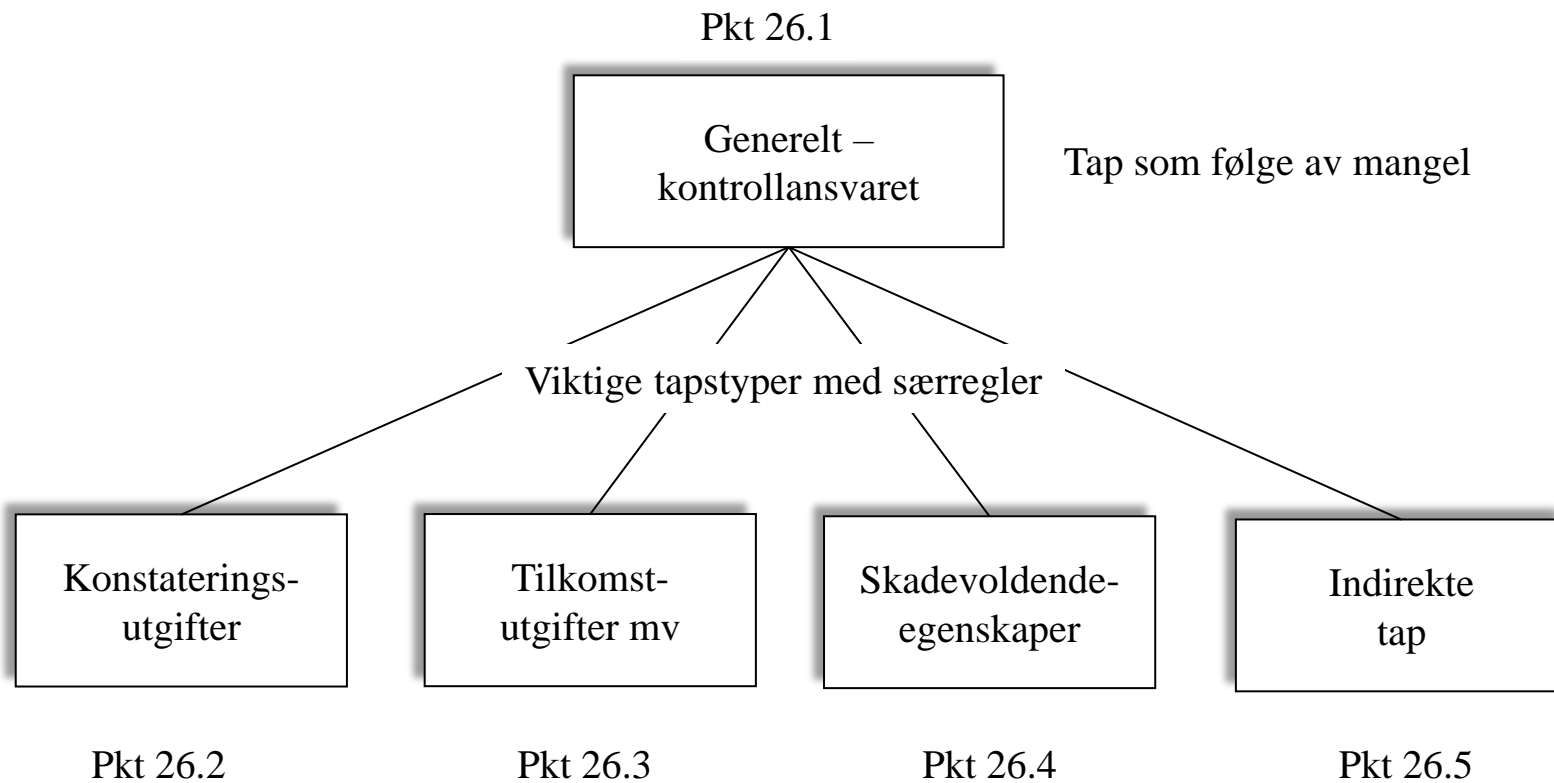 Pkt 26.1
Generelt –
kontrollansvaret
Tap som følge av mangel
Viktige tapstyper med særregler
Konstaterings-
utgifter
Tilkomst-
utgifter mv
Skadevoldende-
egenskaper
Indirekte
tap
Pkt 26.2
Pkt 26.3
Pkt 26.4
Pkt 26.5